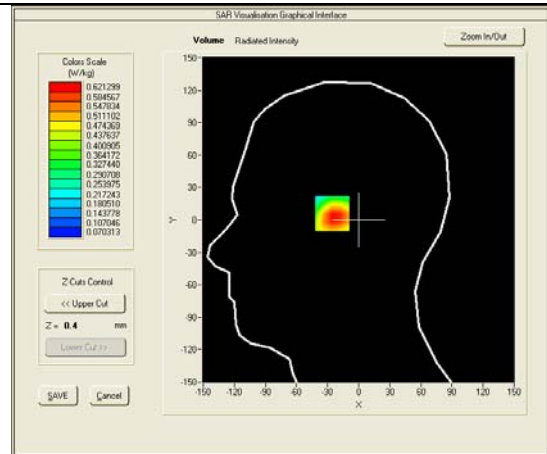 SAR Visualisation Graphical Interface
Volume Radiated Intensity
Zoom In/Out
Colors Scale
(W/kg)
0.621299
0.584567
0.547834
0.511102
0.474369
0.437637
0.400905
0.364172
0.327440
0.290708
0.253975
0.217243
0.180510
0.143778
0.107046
0.070313
Z Cuts Control
<< Upper Cut
Z = 0.4 mm
Lower Cut >>
SAVE
Cancel
150
120
90
60
30
0
-30
-60
-90
-120
-150
Y
-150 -120 -90 -60 -30 0 30 60 90 120 150
X